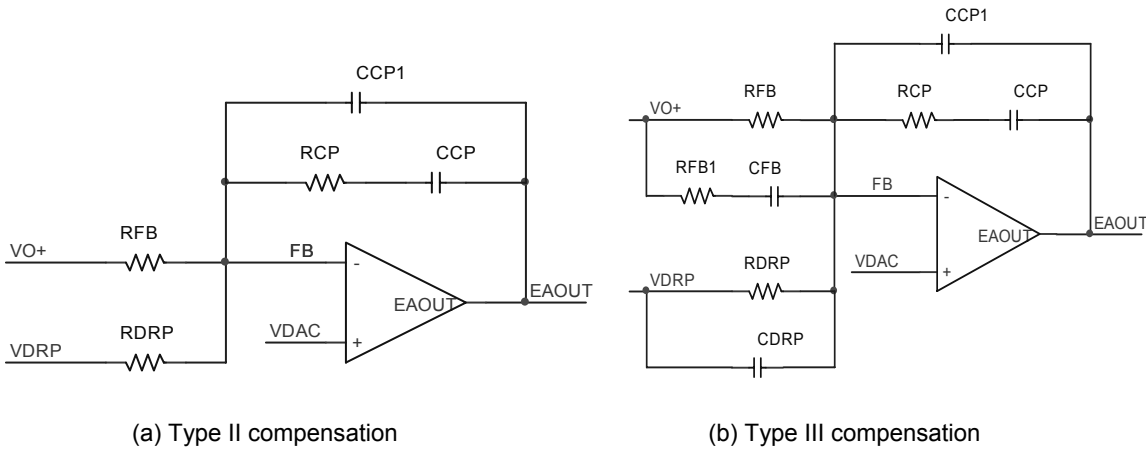 CCP1
RCP CCP
RFB
VO+
FB
-
EAOUT
EAOUT
RDRP
VDAC
+
VDRP
(a) Type II compensation
CCP1
RFB
RCP
CCP
VO+
RFB1
CFB
FB
-
EAOUT
EAOUT
VDAC
+
RDRP
VDRP
CDRP
(b) Type III compensation